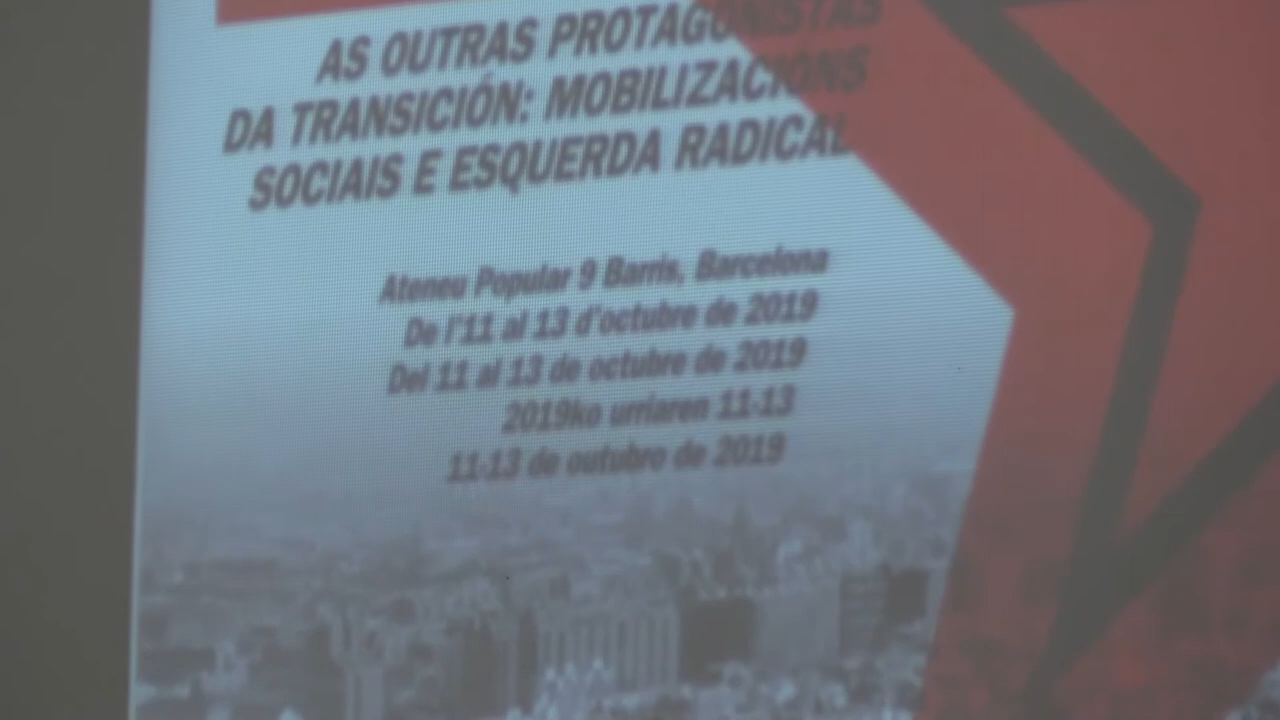 AS OUTRAS PROTAGONISTAS
DA TRANSICIÓN: MOBILIZACIÓNS
SOCIAIS E ESQUERDA RADICAL
Ateneu Popular 9 Barris, Barcelona
De l'11 al 13 d'octubre de 2019
Del 11 al 13 de octubre de 2019
2019ko urriaren 11-13
11-13 de outubro de 2019